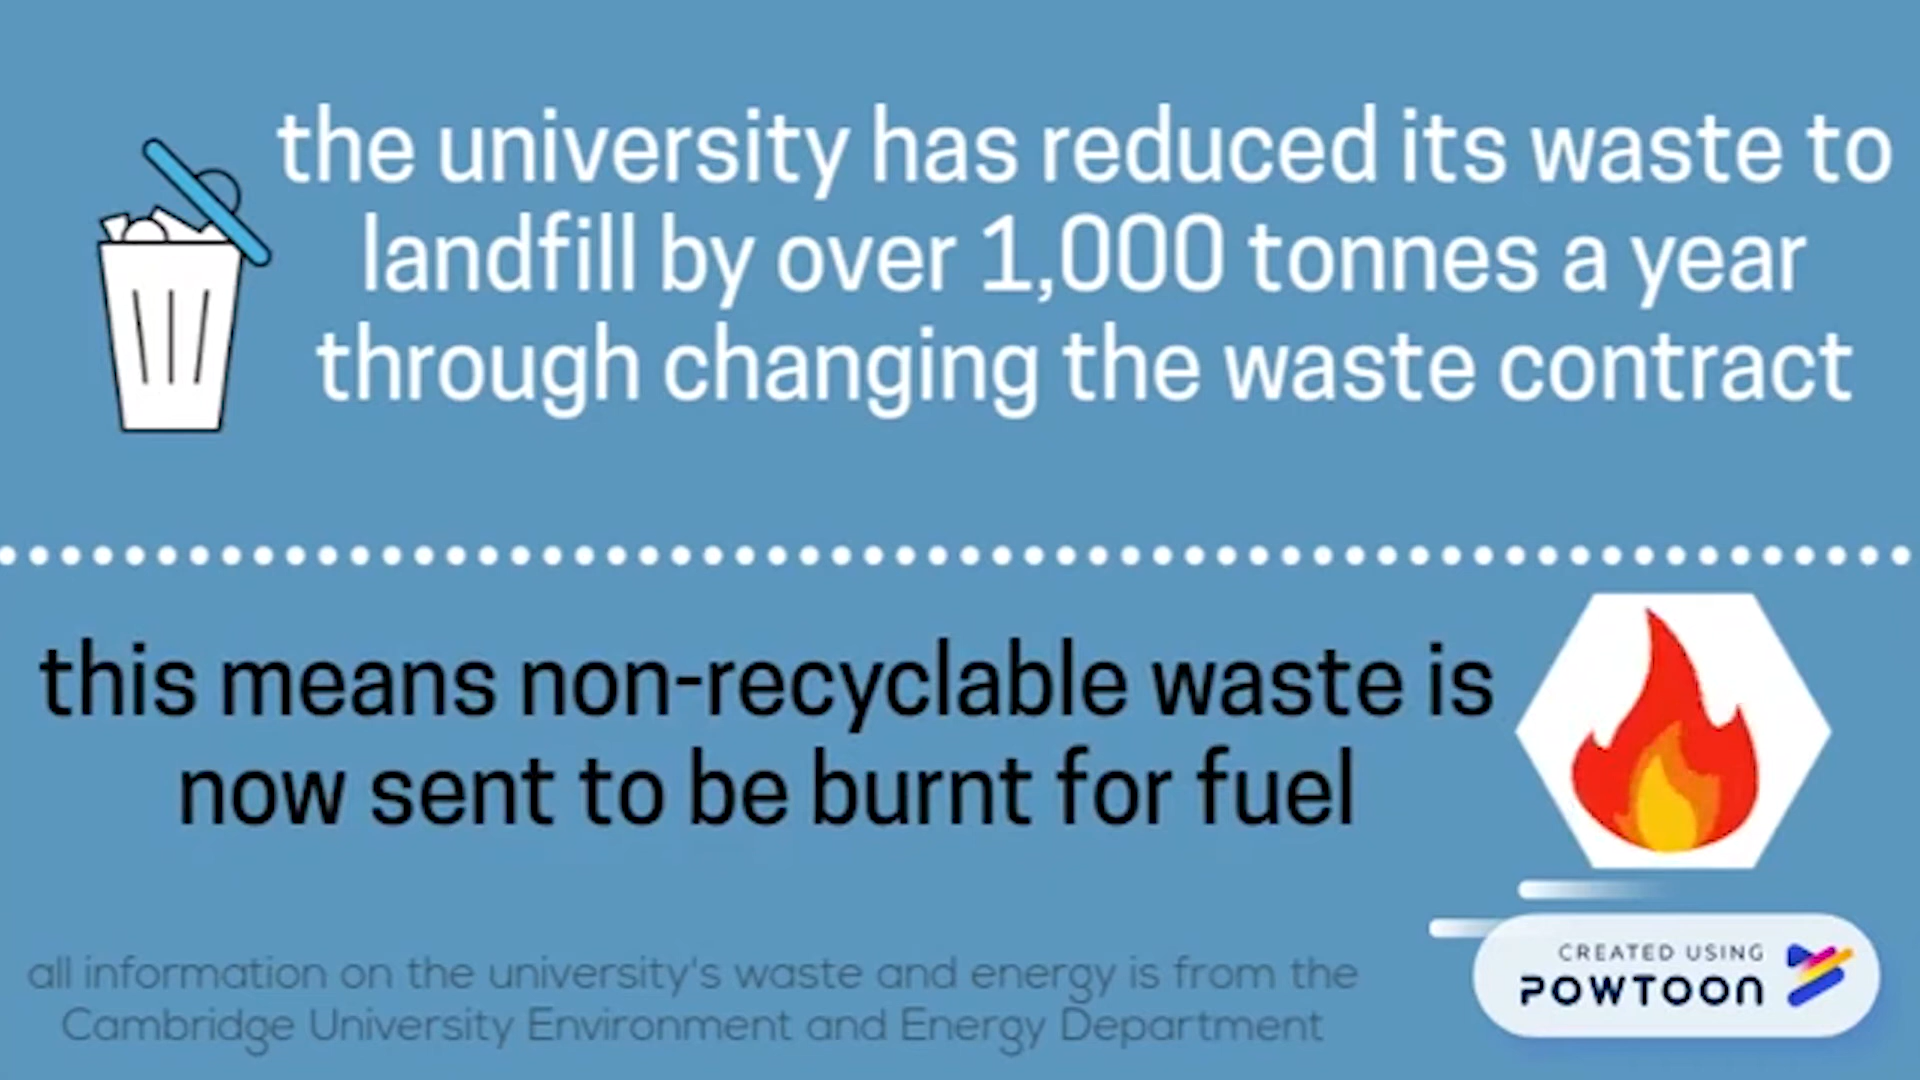 the university has reduced its waste to
landfill by over 1,000 tonnes a year
through changing the waste contract
this means non-recyclable waste is
now sent to be burnt for fuel
all information on the university's waste and energy is from the
Cambridge University Environment and Energy Department
CREATED USING
POWTOON